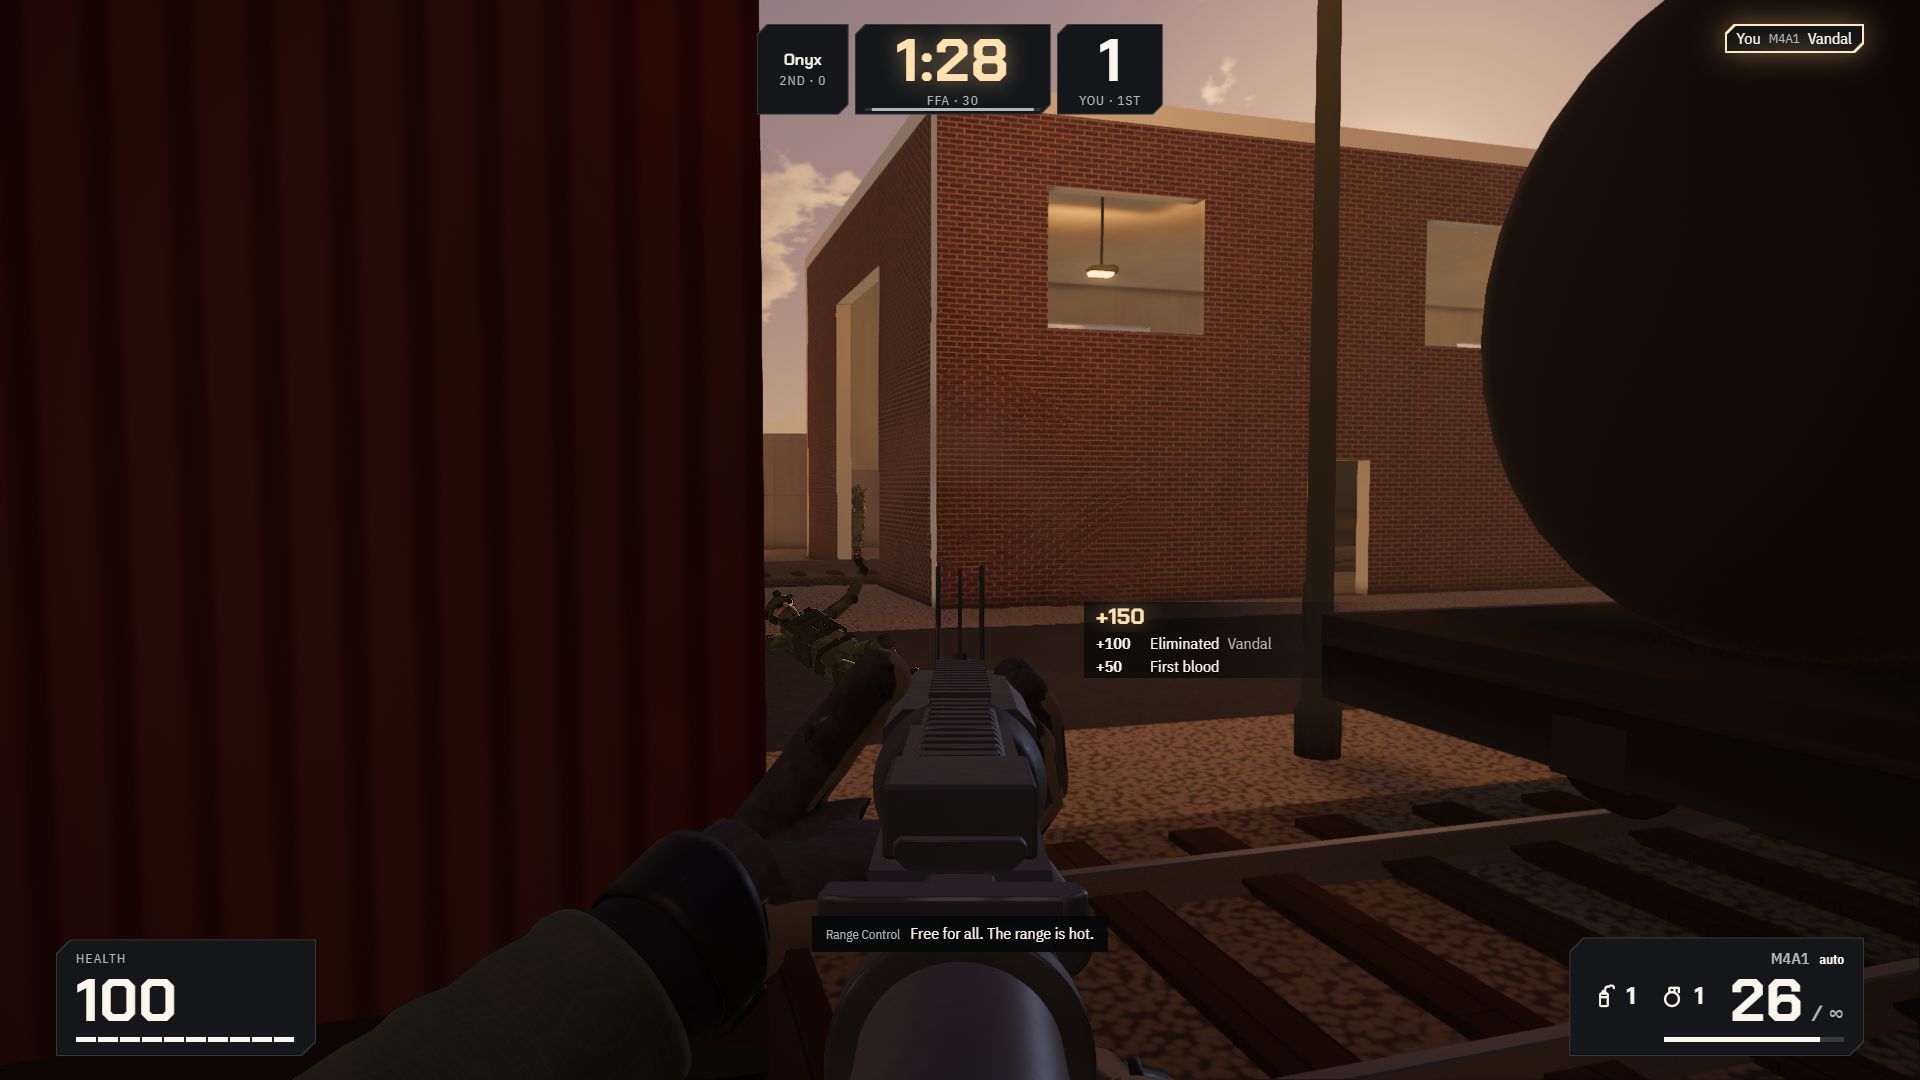 Onyx
2ND · 0
1:28
FFA · 30
1
YOU · 1ST
You M4A1 Vandal
+150
+100 Eliminated Vandal
+50 First blood
Range Control Free for all. The range is hot.
HEALTH
100
M4A1 auto
1 1 26 / ∞